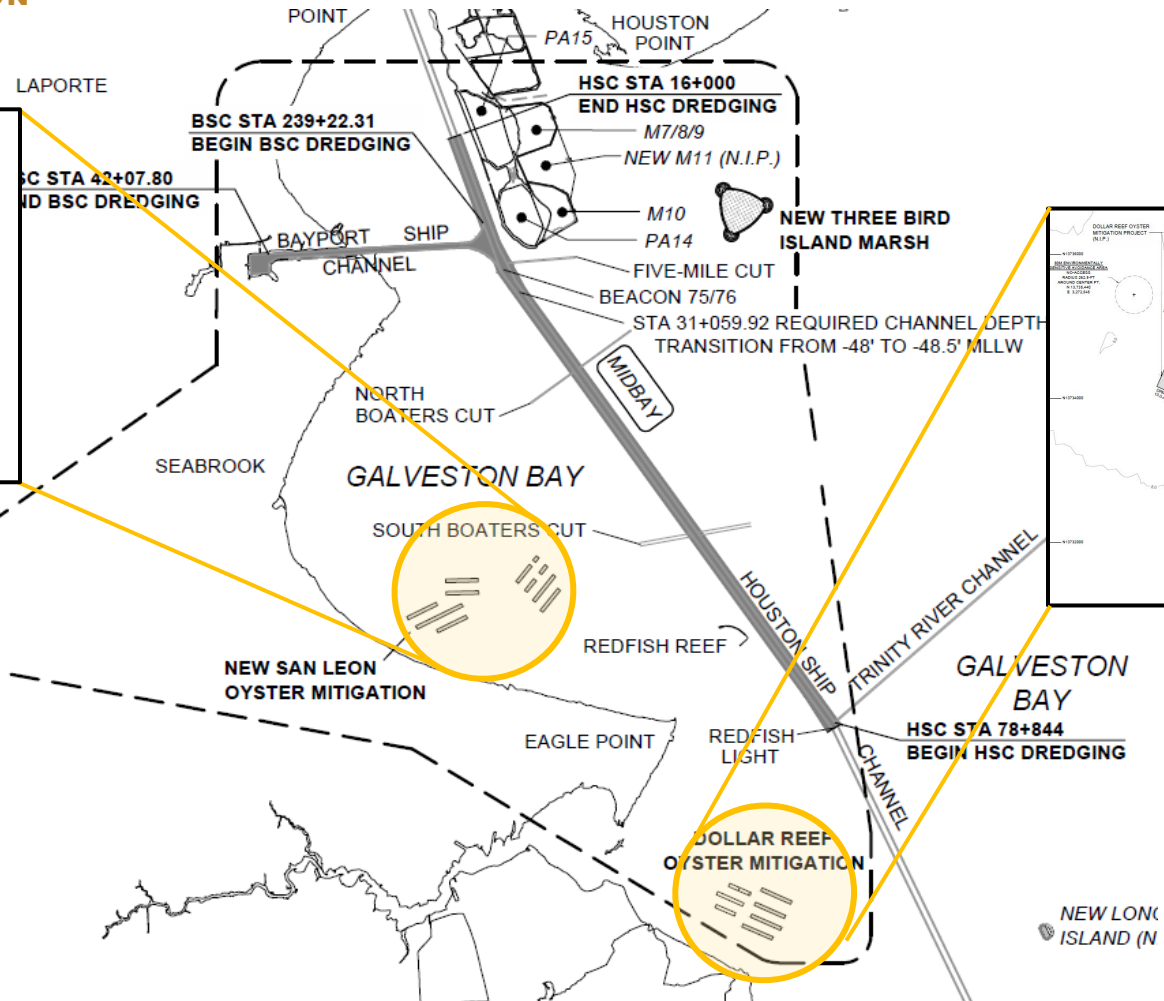 ON
POINT
HOUSTON
POINT
PA15
LAPORTE
HSC STA 16+000
END HSC DREDGING
BSC STA 239+22.31
BEGIN BSC DREDGING
M7/8/9
NEW M11 (N.I.P.)
SC STA 42+07.80
ND BSC DREDGING
M10
PA14
NEW THREE BIRD
ISLAND MARSH
BAYPORT SHIP
CHANNEL
FIVE-MILE CUT
BEACON 75/76
STA 31+059.92 REQUIRED CHANNEL DEPTH
TRANSITION FROM -48' TO -48.5' MLLW
DOLLAR REEF OYSTER
MITIGATION PROJECT
(N.I.P.)
NORTH
BOATERS CUT
MIDBAY
SEABROOK
GALVESTON BAY
SOUTH BOATERS CUT
HOUSTON SHIP
CHANNEL
TRINITY RIVER CHANNEL
REDFISH REEF
NEW SAN LEON
OYSTER MITIGATION
GALVESTON
BAY
EAGLE POINT
REDFISH
LIGHT
HSC STA 78+844
BEGIN HSC DREDGING
DOLLAR REEF
OYSTER MITIGATION
NEW LONG
ISLAND (N